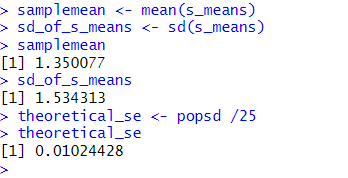 > samplemean <- mean(s_means)
> sd_of_s_means <- sd(s_means)
> samplemean
[1] 1.350077
> sd_of_s_means
[1] 1.534313
> theoretical_se <- popsd /25
> theoretical_se
[1] 0.01024428
>